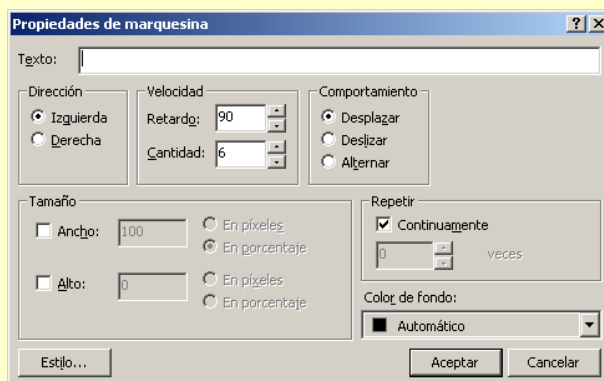 Propiedades de marquesina
Texto:
Dirección
Izquierda
Derecha
Velocidad
Retardo: 90
Cantidad: 6
Comportamiento
Desplazar
Deslizar
Alternar
Tamaño
Ancho: 100 En píxeles
En porcentaje
Alto: 0 En píxeles
En porcentaje
Repetir
Continuamente
0 veces
Color de fondo:
Automático
Estilo... Aceptar Cancelar